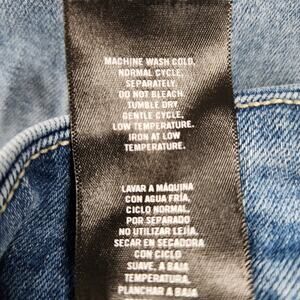 MACHINE WASH COLD,
NORMAL CYCLE,
SEPARATELY.
DO NOT BLEACH.
TUMBLE DRY
GENTLE CYCLE,
LOW TEMPERATURE.
IRON AT LOW
TEMPERATURE.
LAVAR A MÁQUINA
CON AGUA FRÍA,
CICLO NORMAL
POR SEPARADO
NO UTILIZAR LEJÍA.
SECAR EN SECADORA
CON CICLO
SUAVE, A BAJA
TEMPERATURA.
PLANCHAR A BAJA